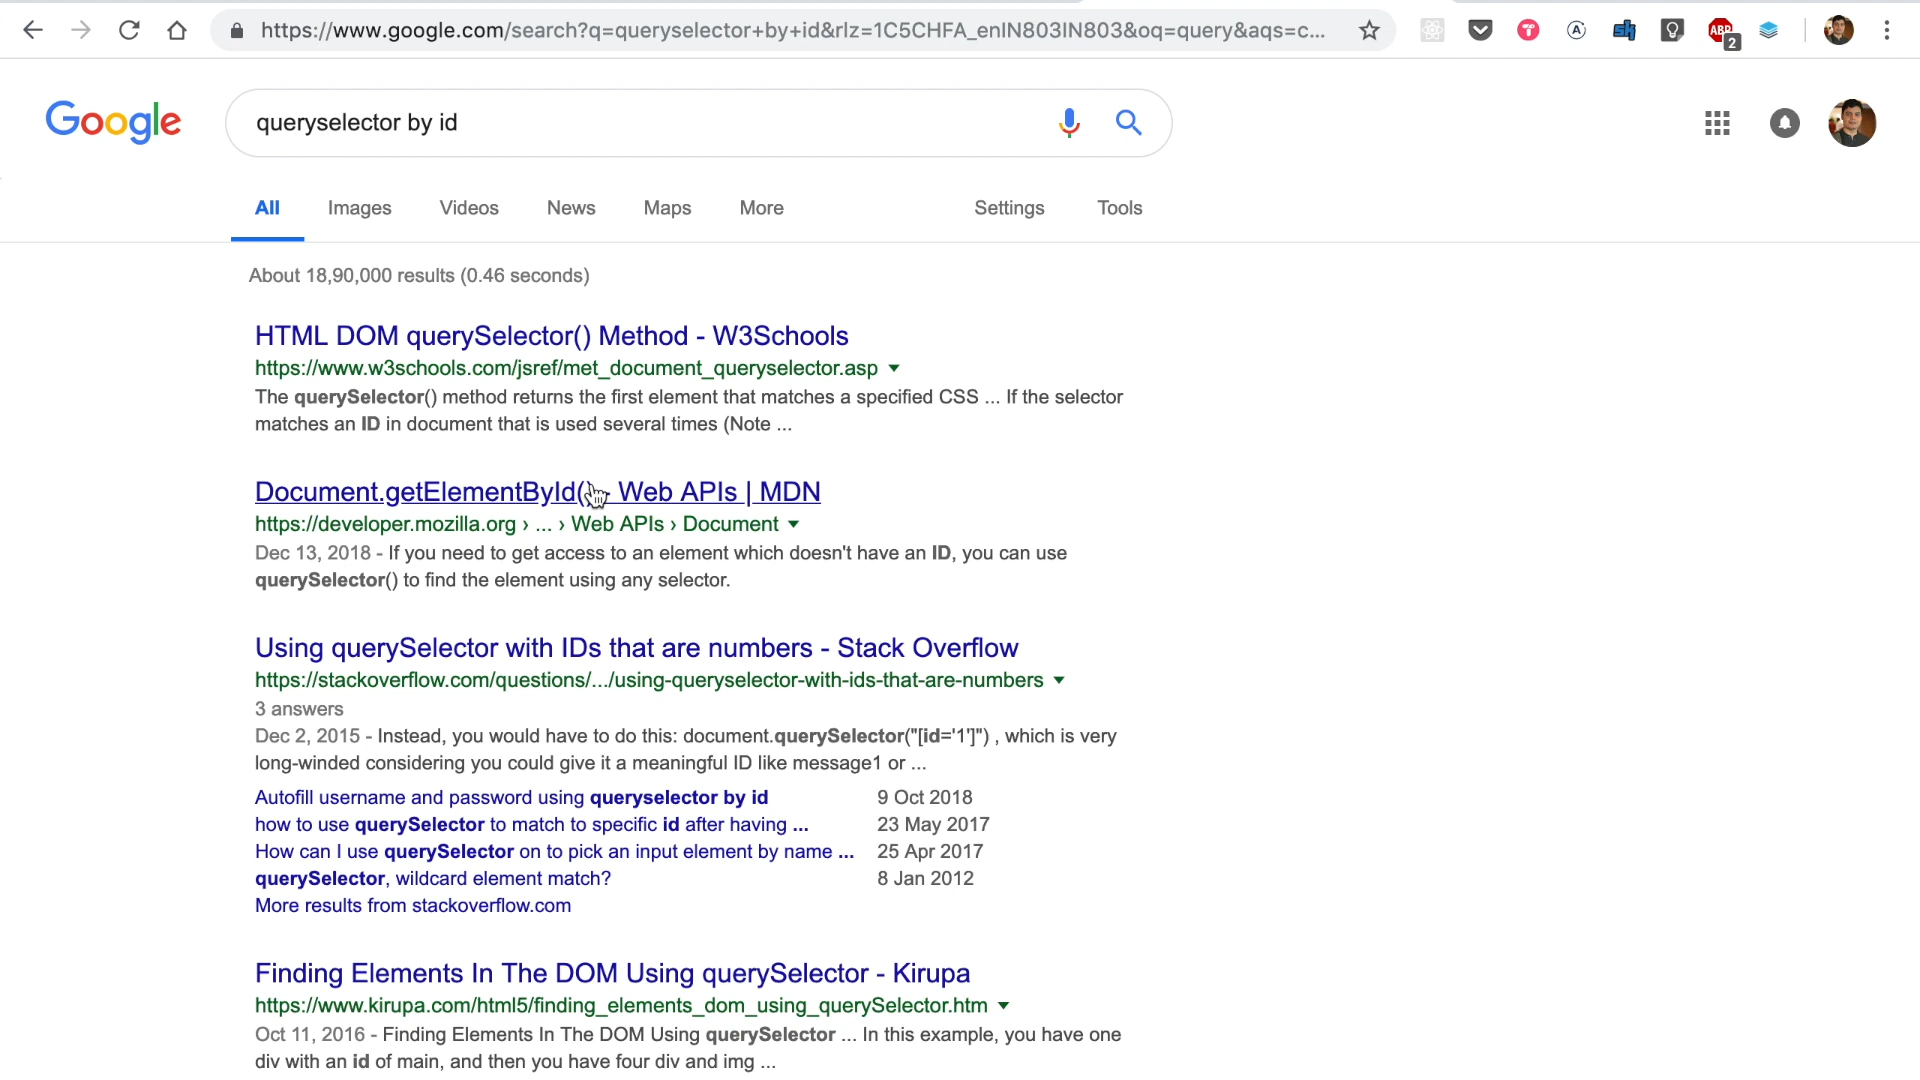 https://www.google.com/search?q=queryselector+by+id&rlz=1C5CHFA_enIN803IN803&oq=query&aqs=c...
ABP
2
Google
queryselector by id
All Images Videos News Maps More Settings Tools
About 18,90,000 results (0.46 seconds)
HTML DOM querySelector() Method - W3Schools
https://www.w3schools.com/jsref/met_document_queryselector.asp
The querySelector() method returns the first element that matches a specified CSS ... If the selector
matches an ID in document that is used several times (Note ...
Document.getElementById() - Web APIs | MDN
https://developer.mozilla.org › ... › Web APIs › Document
Dec 13, 2018 - If you need to get access to an element which doesn't have an ID, you can use
querySelector() to find the element using any selector.
Using querySelector with IDs that are numbers - Stack Overflow
https://stackoverflow.com/questions/.../using-queryselector-with-ids-that-are-numbers
3 answers
Dec 2, 2015 - Instead, you would have to do this: document.querySelector("[id='1']") , which is very
long-winded considering you could give it a meaningful ID like message1 or ...
Autofill username and password using queryselector by id 9 Oct 2018
how to use querySelector to match to specific id after having ... 23 May 2017
How can I use querySelector on to pick an input element by name ... 25 Apr 2017
querySelector, wildcard element match? 8 Jan 2012
More results from stackoverflow.com
Finding Elements In The DOM Using querySelector - Kirupa
https://www.kirupa.com/html5/finding_elements_dom_using_querySelector.htm
Oct 11, 2016 - Finding Elements In The DOM Using querySelector ... In this example, you have one
div with an id of main, and then you have four div and img ...